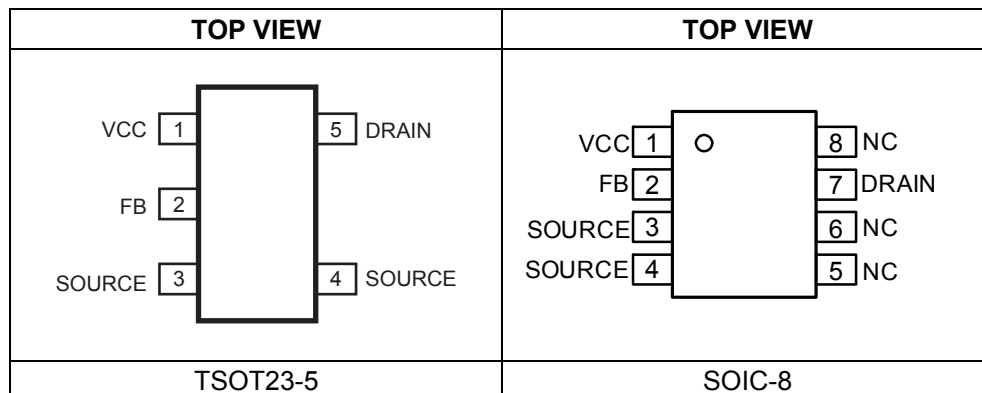 TOP VIEW TOP VIEW
VCC 1 5 DRAIN
FB 2
SOURCE 3 4 SOURCE
VCC 1 8 NC
FB 2 7 DRAIN
SOURCE 3 6 NC
SOURCE 4 5 NC
TSOT23-5 SOIC-8